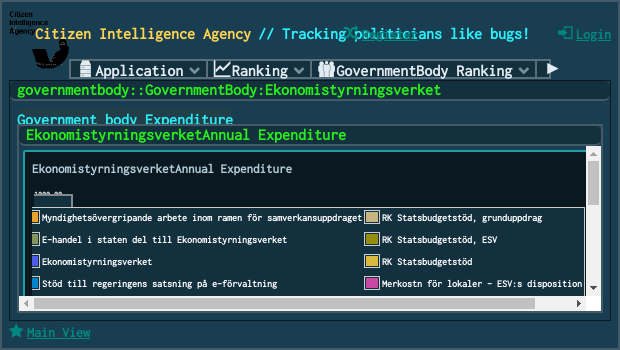 Citizen
Intelligence
Agency
Citizen Intelligence Agency // Tracking politicians like bugs!
Register
Login
Application
Ranking
GovernmentBody Ranking
governmentbody::GovernmentBody:Ekonomistyrningsverket
Government body Expenditure
EkonomistyrningsverketAnnual Expenditure
EkonomistyrningsverketAnnual Expenditure
Myndighetsövergripande arbete inom ramen för samverkansuppdraget
RK Statsbudgetstöd, grunduppdrag
E-handel i staten del till Ekonomistyrningsverket
RK Statsbudgetstöd, ESV
Ekonomistyrningsverket
RK Statsbudgetstöd
Stöd till regeringens satsning på e-förvaltning
Merkostn för lokaler - ESV:s disposition
Main View